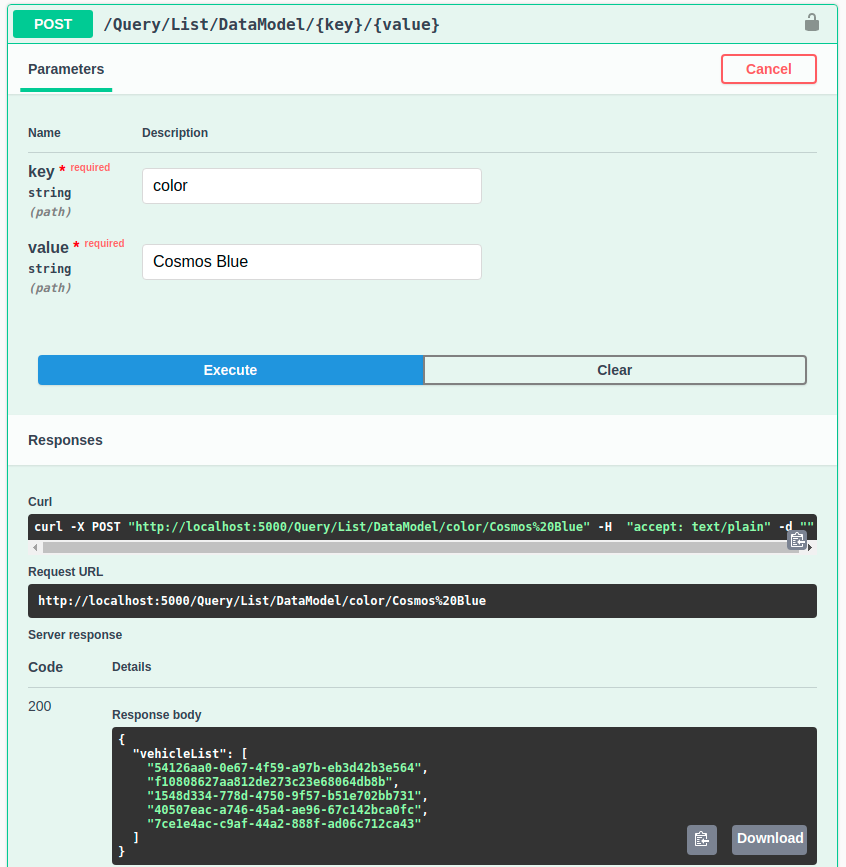 POST /Query/List/DataModel/{key}/{value}
Parameters Cancel
Name Description
key * required
string
(path)
color
value * required
string
(path)
Cosmos Blue
Execute Clear
Responses
Curl
curl -X POST "http://localhost:5000/Query/List/DataModel/color/Cosmos%20Blue" -H  "accept: text/plain" -d ""
Request URL
http://localhost:5000/Query/List/DataModel/color/Cosmos%20Blue
Server response
Code Details
200
Response body
{
  "vehicleList": [
    "54126aa0-0e67-4f59-a97b-eb3d42b3e564",
    "f10808627aa812de273c23e68064db8b",
    "1548d334-778d-4750-9f57-b51e702bb731",
    "40507eac-a746-45a4-ae96-67c142bca0fc",
    "7ce1e4ac-c9af-44a2-888f-ad06c712ca43"
  ]
}
Download